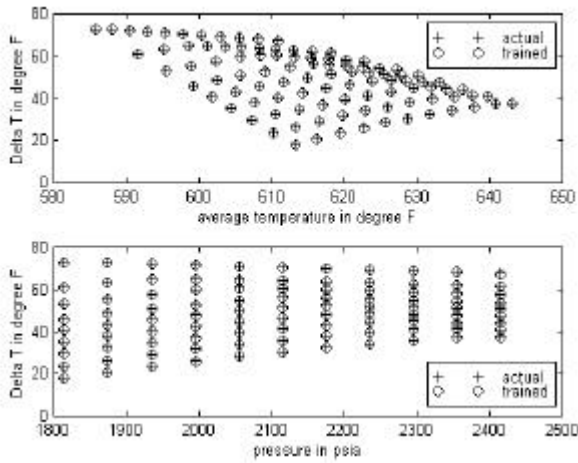 80
60
40
20
0
Delta T in degree F
+ + actual
○ ○ trained
580 590 600 610 620 630 640 650
average temperature in degree F
80
60
40
20
0
Delta T in degree F
+ + actual
○ ○ trained
1800 1900 2000 2100 2200 2300 2400 2500
pressure in psia